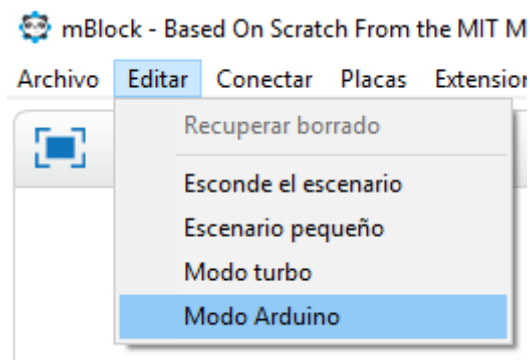 mBlock - Based On Scratch From the MIT M
Archivo Editar Conectar Placas Extension
Recuperar borrado
Esconde el escenario
Escenario pequeño
Modo turbo
Modo Arduino